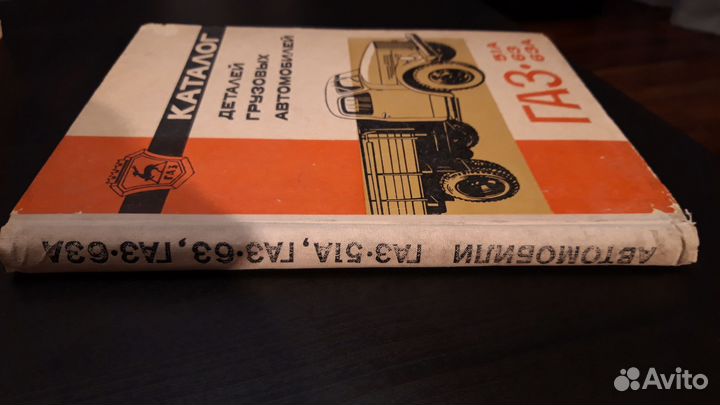 КАТАЛОГ
ДЕТАЛЕЙ
ГРУЗОВЫХ
АВТОМОБИЛЕЙ
ГАЗ·
51А
63
63А
ГАЗ
АВТОМОБИЛИ ГАЗ·51А, ГАЗ·63, ГАЗ·63А
Avito